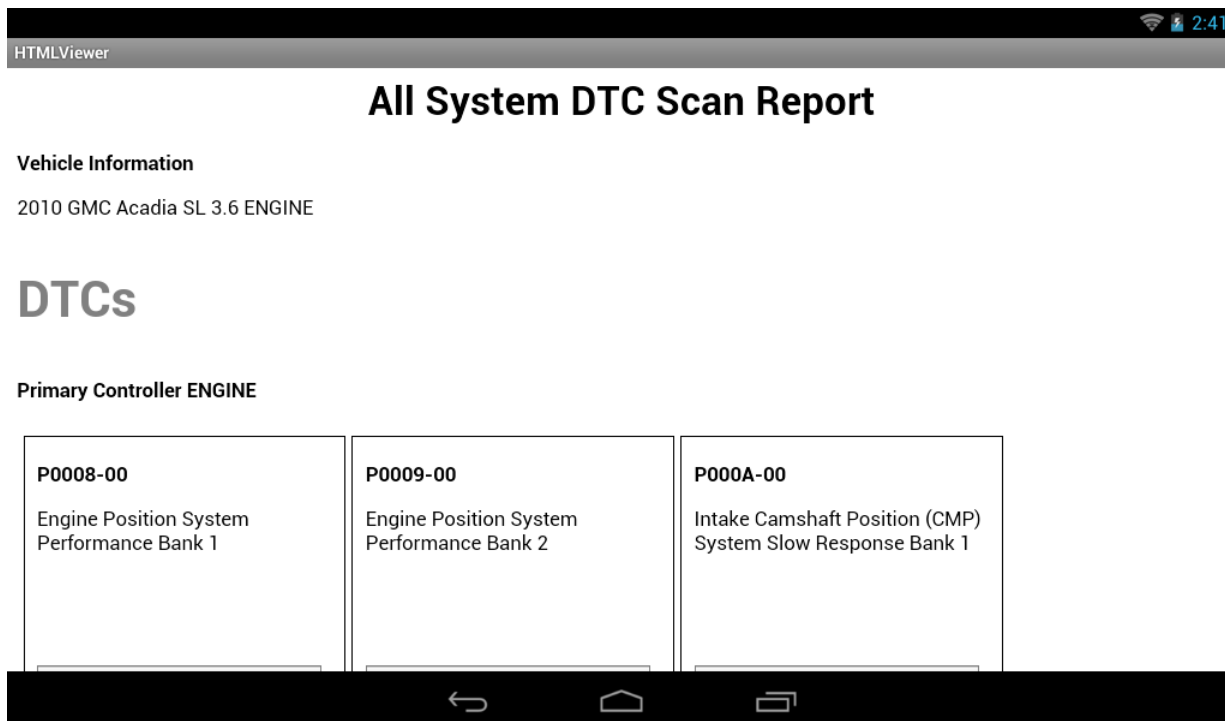 2:41
HTMLViewer
All System DTC Scan Report
Vehicle Information
2010 GMC Acadia SL 3.6 ENGINE
DTCs
Primary Controller ENGINE
P0008-00
Engine Position System
Performance Bank 1
P0009-00
Engine Position System
Performance Bank 2
P000A-00
Intake Camshaft Position (CMP)
System Slow Response Bank 1